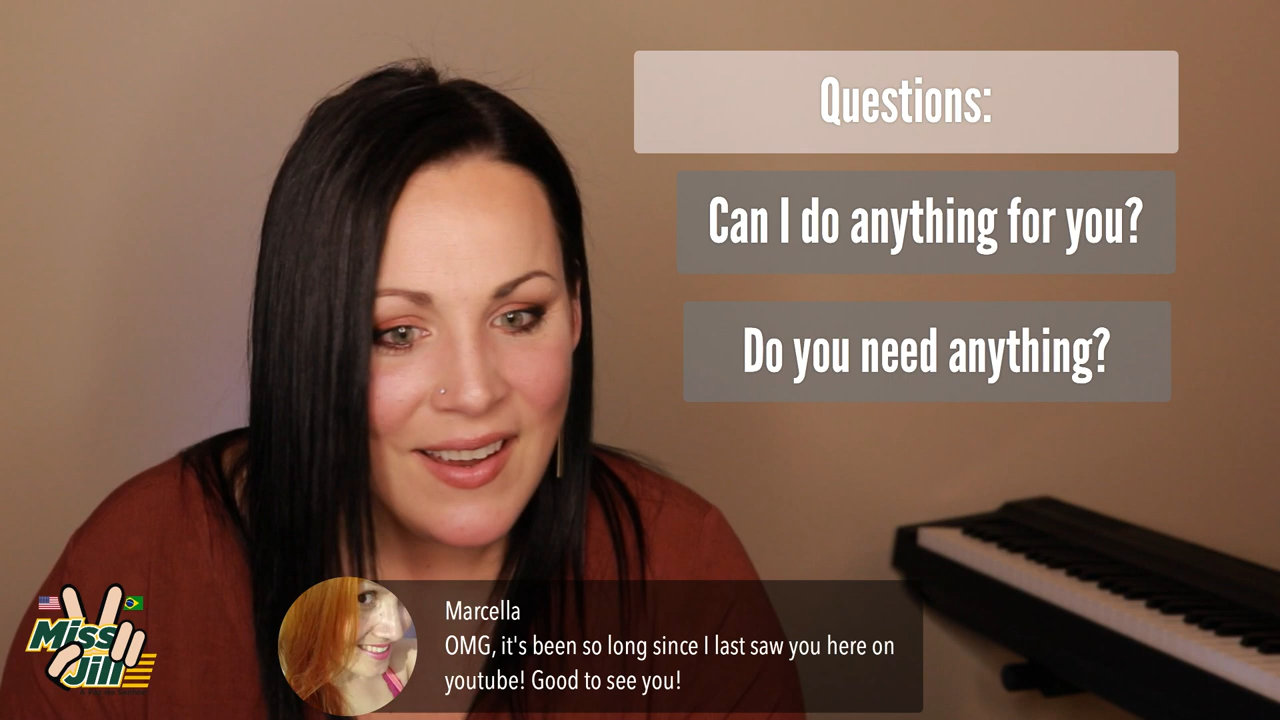 Questions:
Can I do anything for you?
Do you need anything?
Marcella
OMG, it's been so long since I last saw you here on
youtube! Good to see you!
Miss
Jill